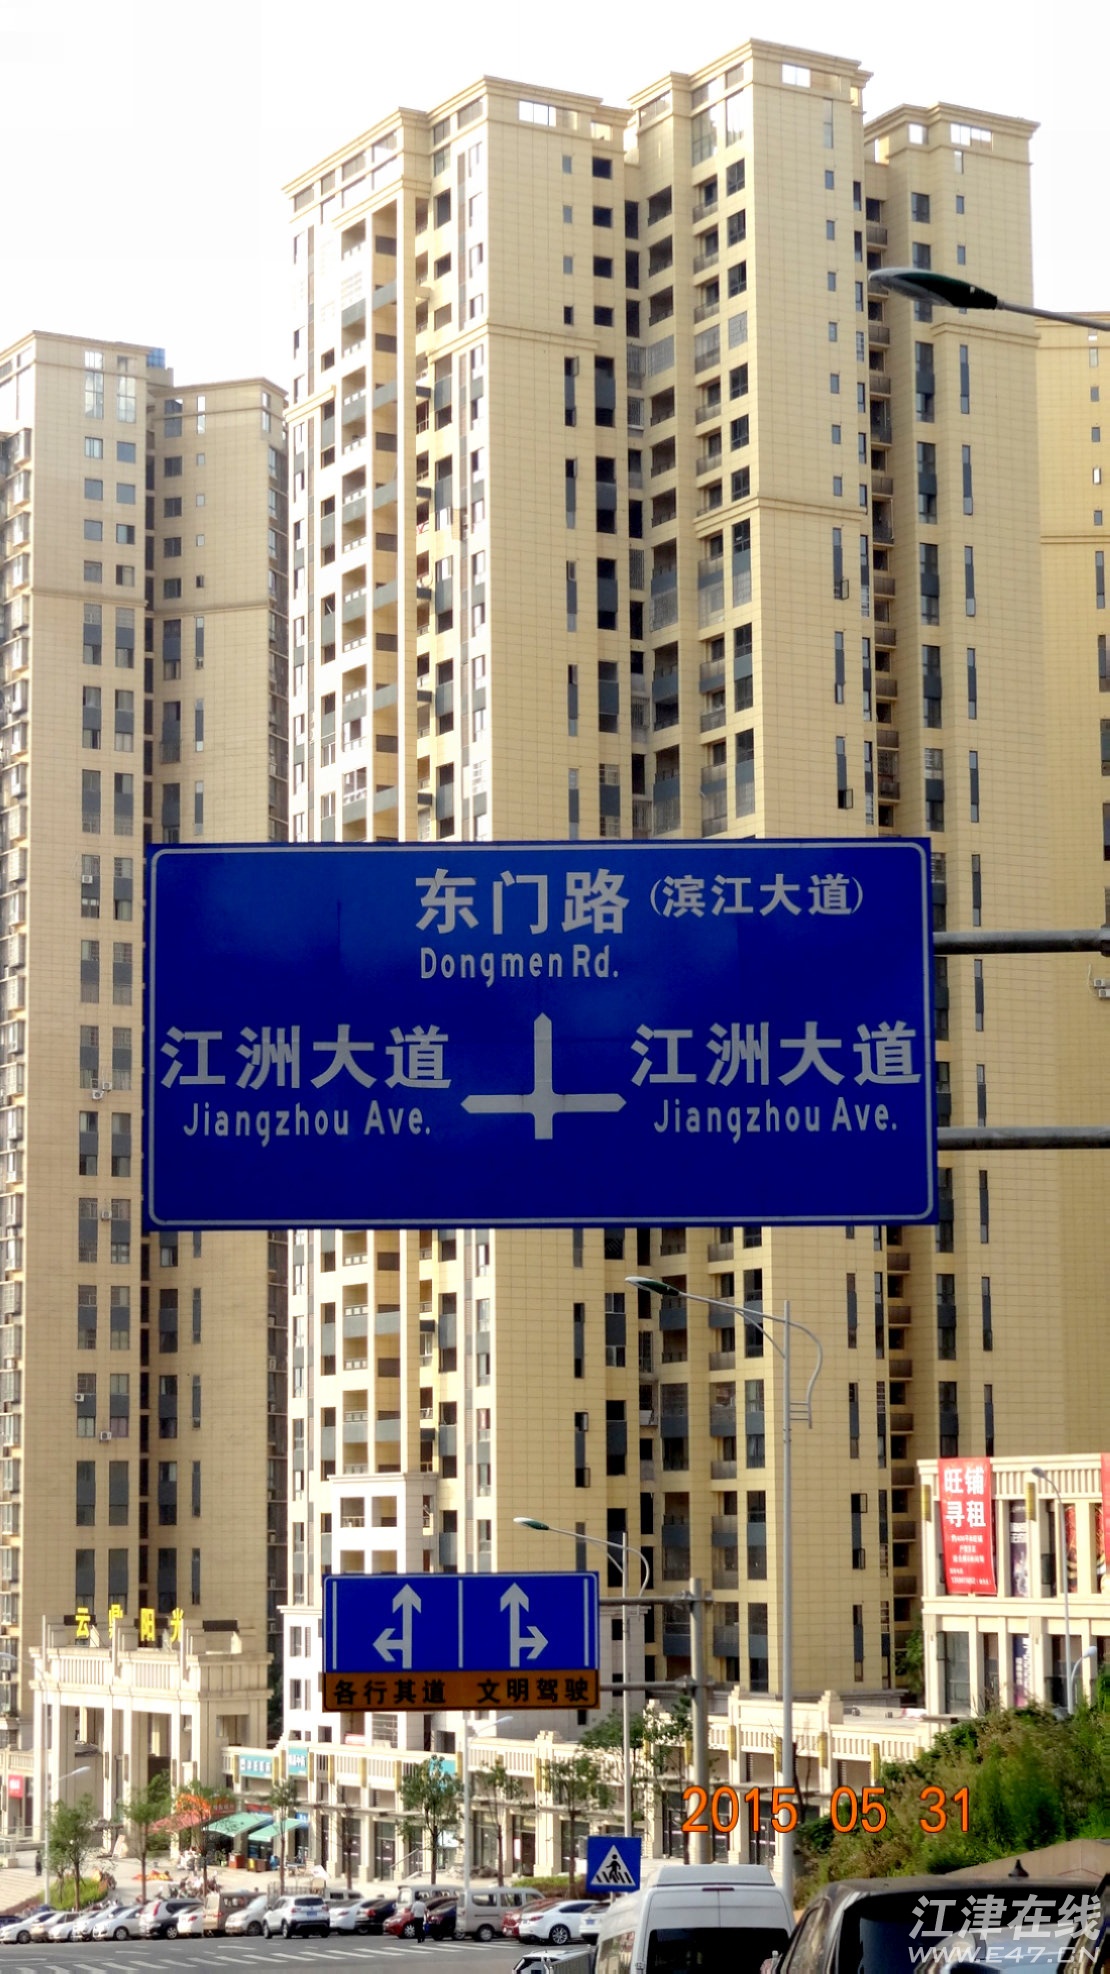 东门路(滨江大道)
Dongmen Rd.
江洲大道
Jiangzhou Ave.
江洲大道
Jiangzhou Ave.
旺铺
寻租
各行其道 文明驾驶
云鼎阳光
2015 05 31
江津在线
WWW.E47.CN